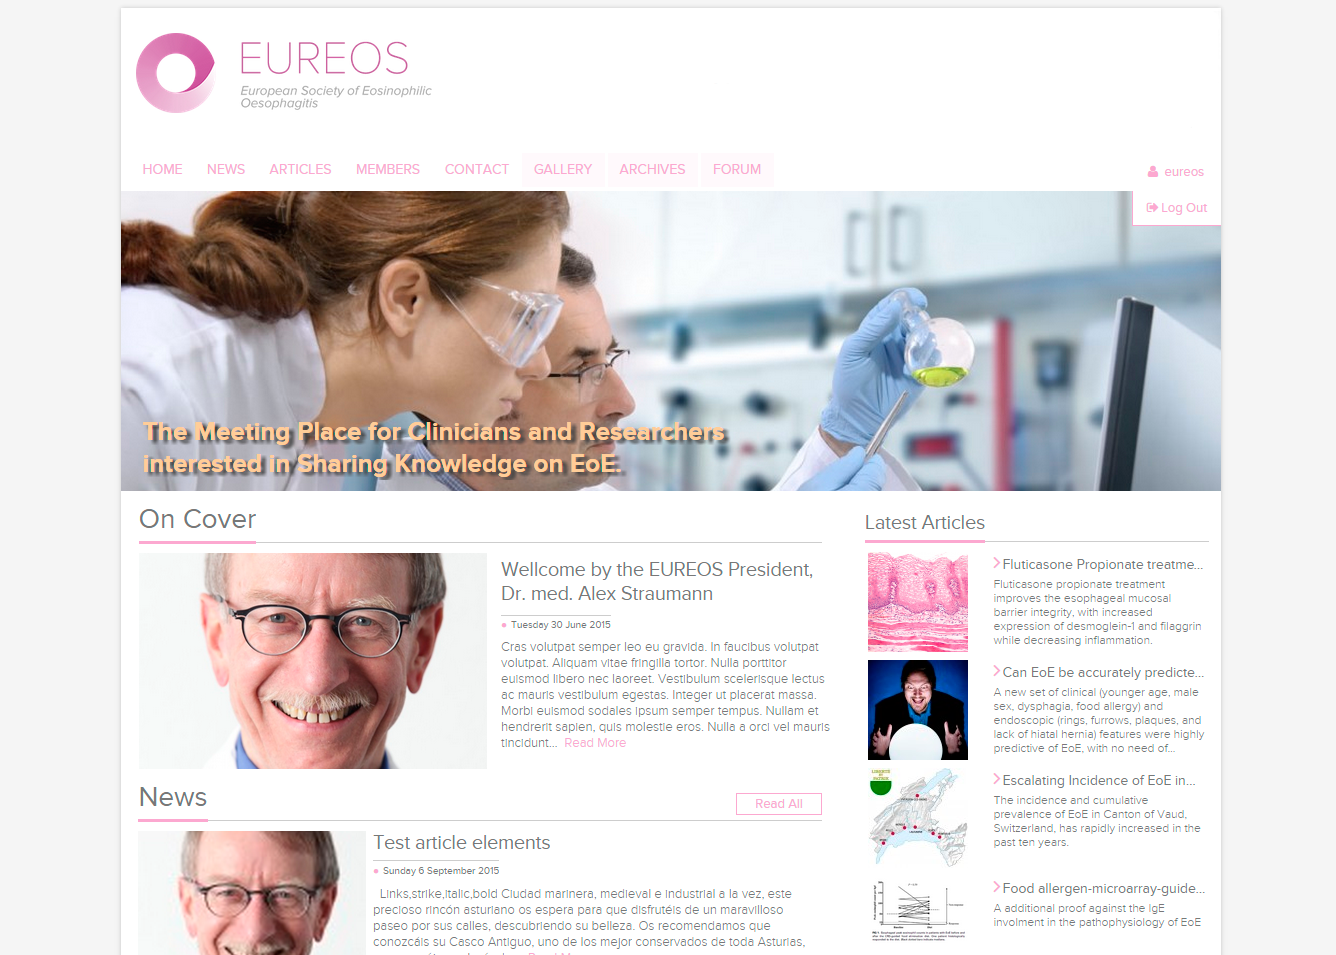 EUREOS
European Society of Eosinophilic
Oesophagitis
HOME NEWS ARTICLES MEMBERS CONTACT GALLERY ARCHIVES FORUM
eureos
Log Out
The Meeting Place for Clinicians and Researchers
interested in Sharing Knowledge on EoE.
On Cover
Wellcome by the EUREOS President,
Dr. med. Alex Straumann
Tuesday 30 June 2015
Cras volutpat semper leo eu gravida. In faucibus volutpat
volutpat. Aliquam vitae fringilla tortor. Nulla porttitor
euismod libero nec laoreet. Vestibulum scelerisque lectus
ac mauris vestibulum egestas. Integer ut placerat massa.
Morbi euismod sodales ipsum semper tempus. Nullam et
hendrerit sapien, quis molestie eros. Nulla a orci vel mauris
tincidunt... Read More
News
Read All
Test article elements
Sunday 6 September 2015
Links,strike,italic,bold Ciudad marinera, medieval e industrial a la vez, este
precioso rincón asturiano os espera para que disfrutéis de un maravilloso
paseo por sus calles, descubriendo su belleza. Os recomendamos que
conozcáis su Casco Antiguo, uno de los mejor conservados de toda Asturias,
Latest Articles
Fluticasone Propionate treatme...
Fluticasone propionate treatment
improves the esophageal mucosal
barrier integrity, with increased
expression of desmoglein-1 and filaggrin
while decreasing inflammation.
Can EoE be accurately predicte...
A new set of clinical (younger age, male
sex, dysphagia, food allergy) and
endoscopic (rings, furrows, plaques, and
lack of hiatal hernia) features were highly
predictive of EoE, with no need of...
Escalating Incidence of EoE in...
The incidence and cumulative
prevalence of EoE in Canton of Vaud,
Switzerland, has rapidly increased in the
past ten years.
Food allergen-microarray-guide...
A additional proof against the IgE
involment in the pathophysiology of EoE